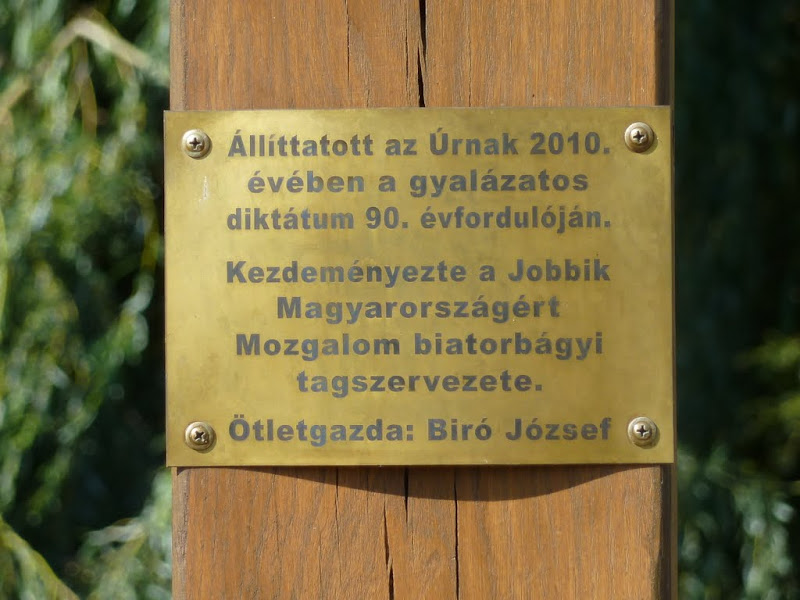 Állíttatott az Úrnak 2010.
évében a gyalázatos
diktátum 90. évfordulóján.
Kezdeményezte a Jobbik
Magyarországért
Mozgalom biatorbágyi
tagszervezete.
Ötletgazda: Biró József